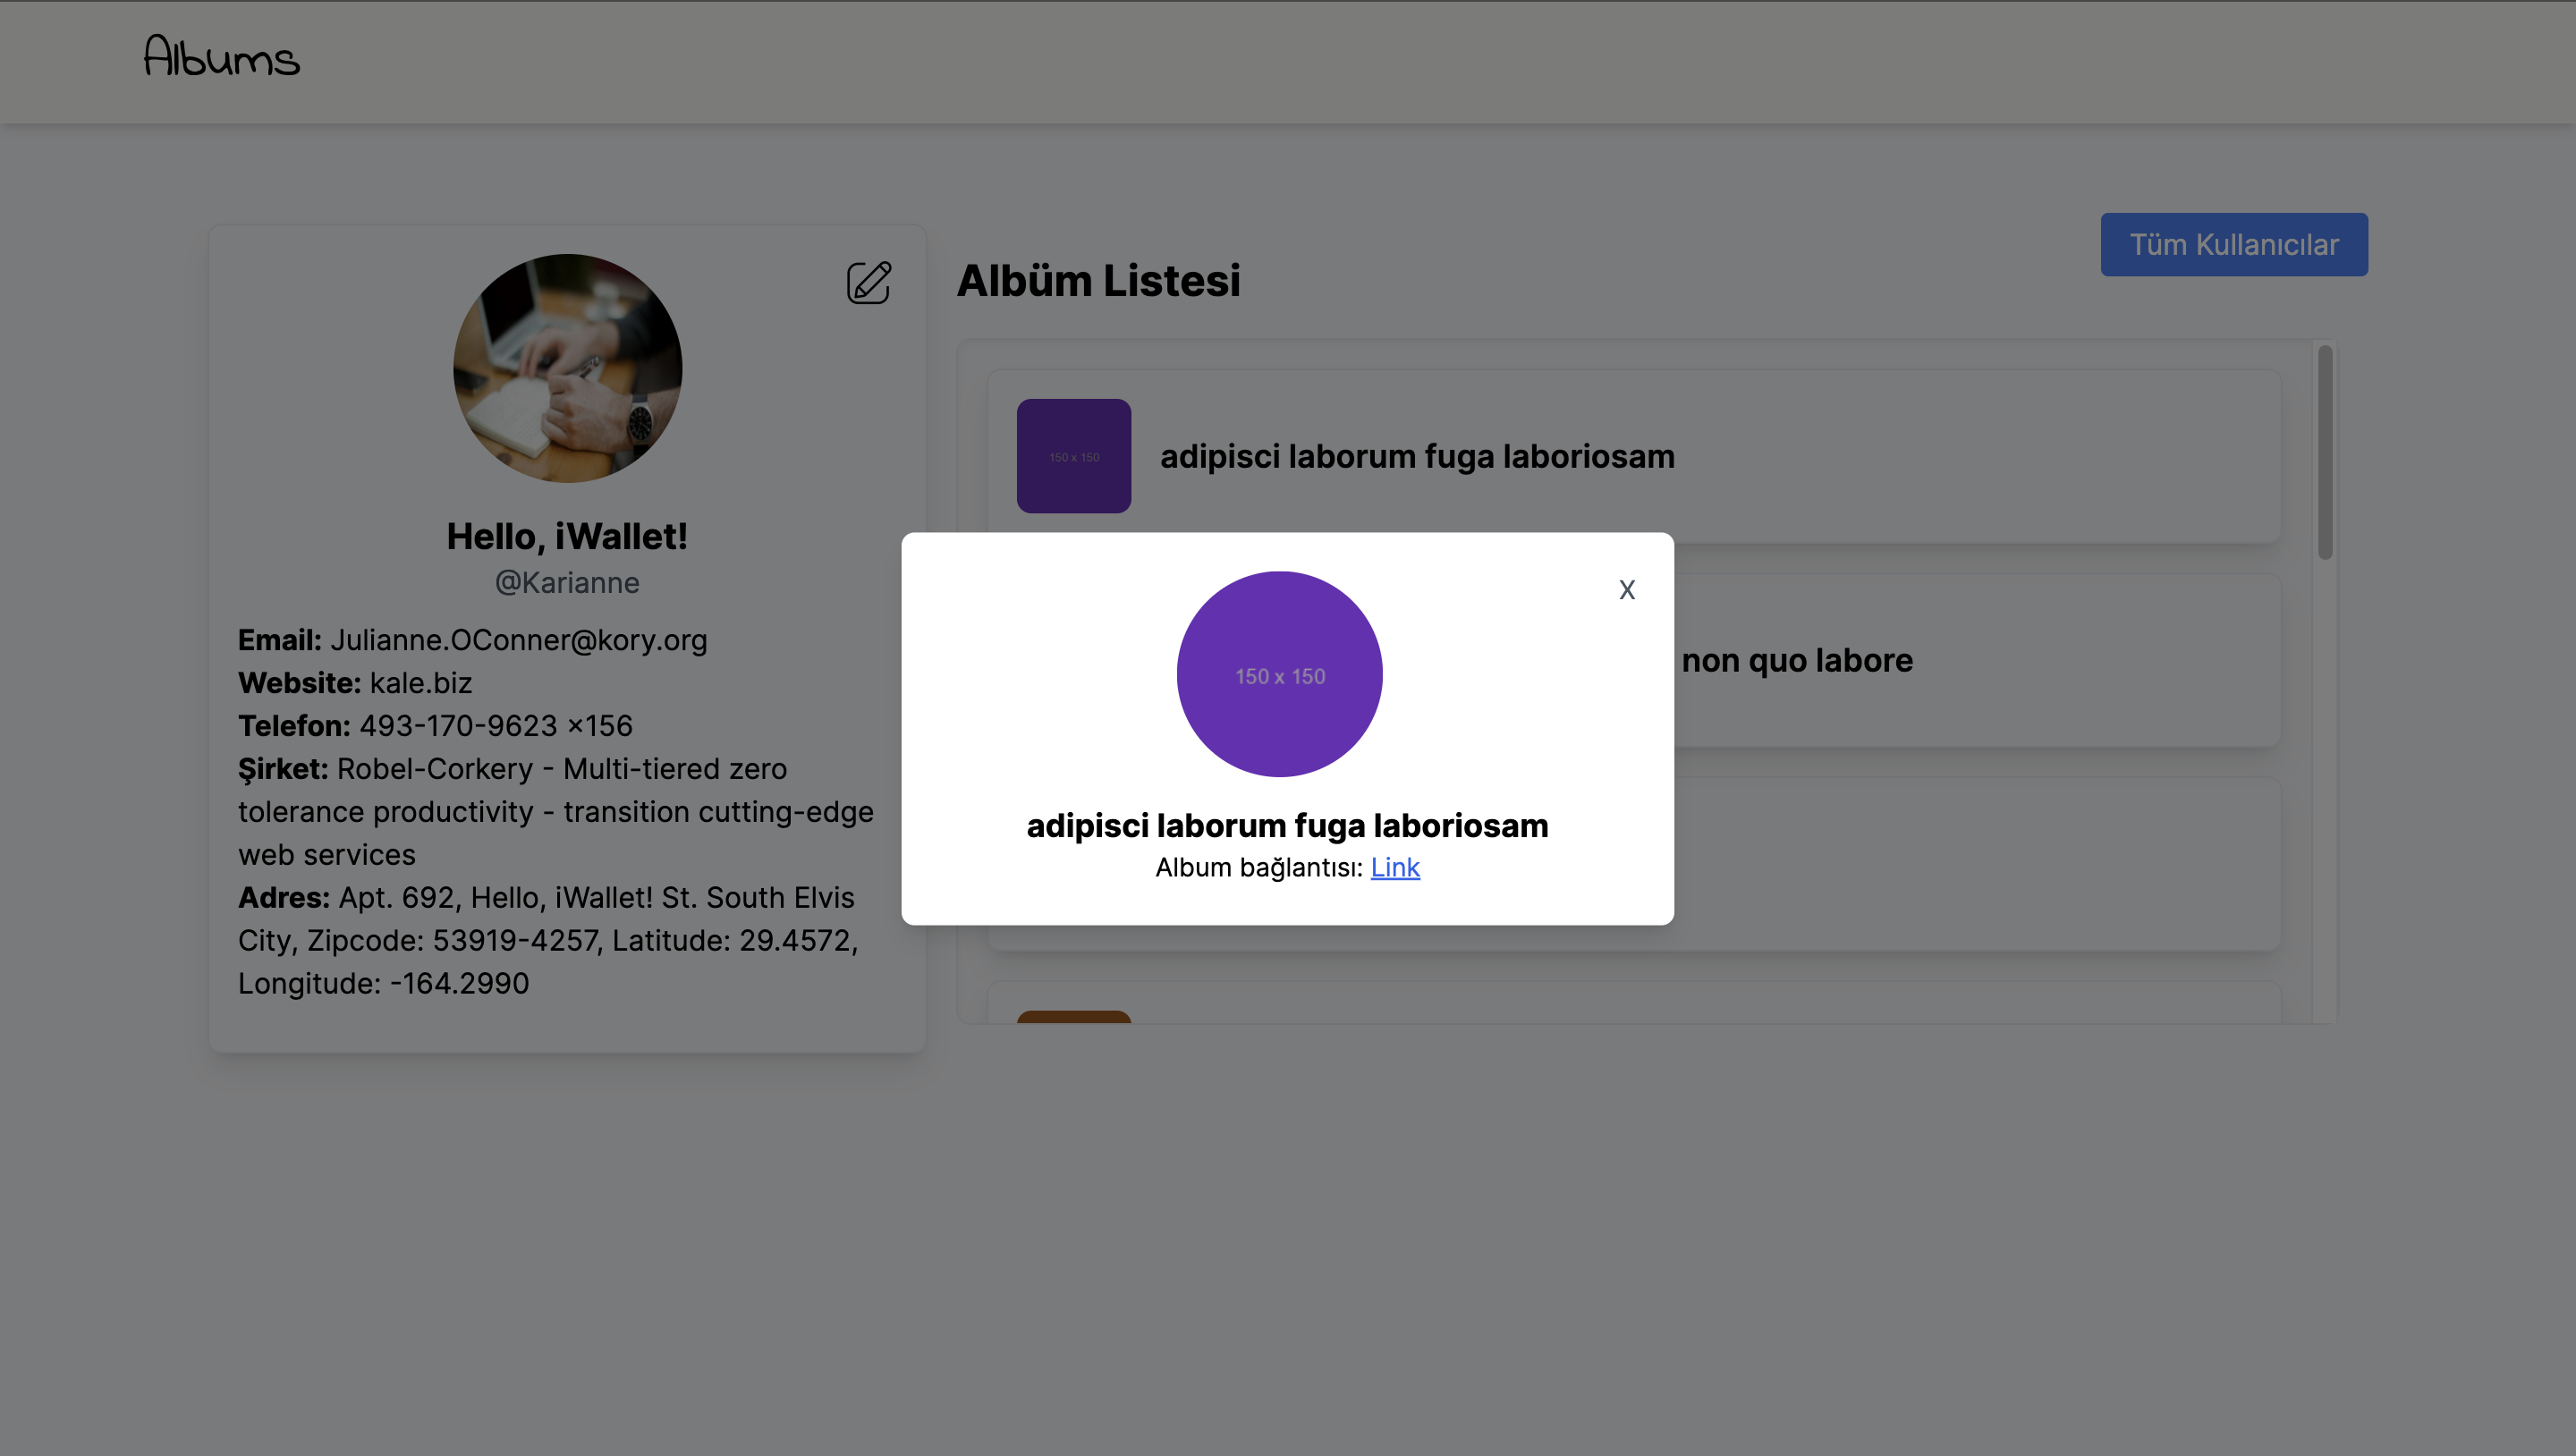 Albums
Tüm Kullanıcılar
Hello, iWallet!
@Karianne
Email: Julianne.OConner@kory.org
Website: kale.biz
Telefon: 493-170-9623 x156
Şirket: Robel-Corkery - Multi-tiered zero
tolerance productivity - transition cutting-edge
web services
Adres: Apt. 692, Hello, iWallet! St. South Elvis
City, Zipcode: 53919-4257, Latitude: 29.4572,
Longitude: -164.2990
Albüm Listesi
150 x 150
adipisci laborum fuga laboriosam
non quo labore
X
150 x 150
adipisci laborum fuga laboriosam
Album bağlantısı: Link